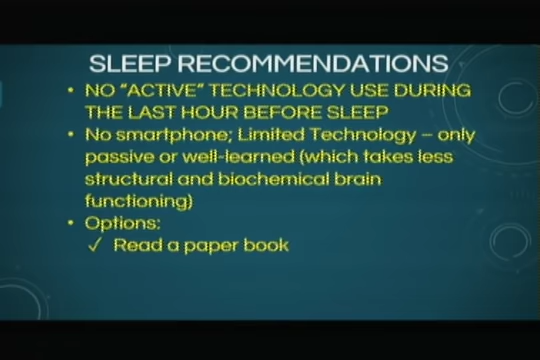 SLEEP RECOMMENDATIONS
• NO "ACTIVE" TECHNOLOGY USE DURING
THE LAST HOUR BEFORE SLEEP
• No smartphone; Limited Technology – only
passive or well-learned (which takes less
structural and biochemical brain
functioning)
• Options:
✓ Read a paper book